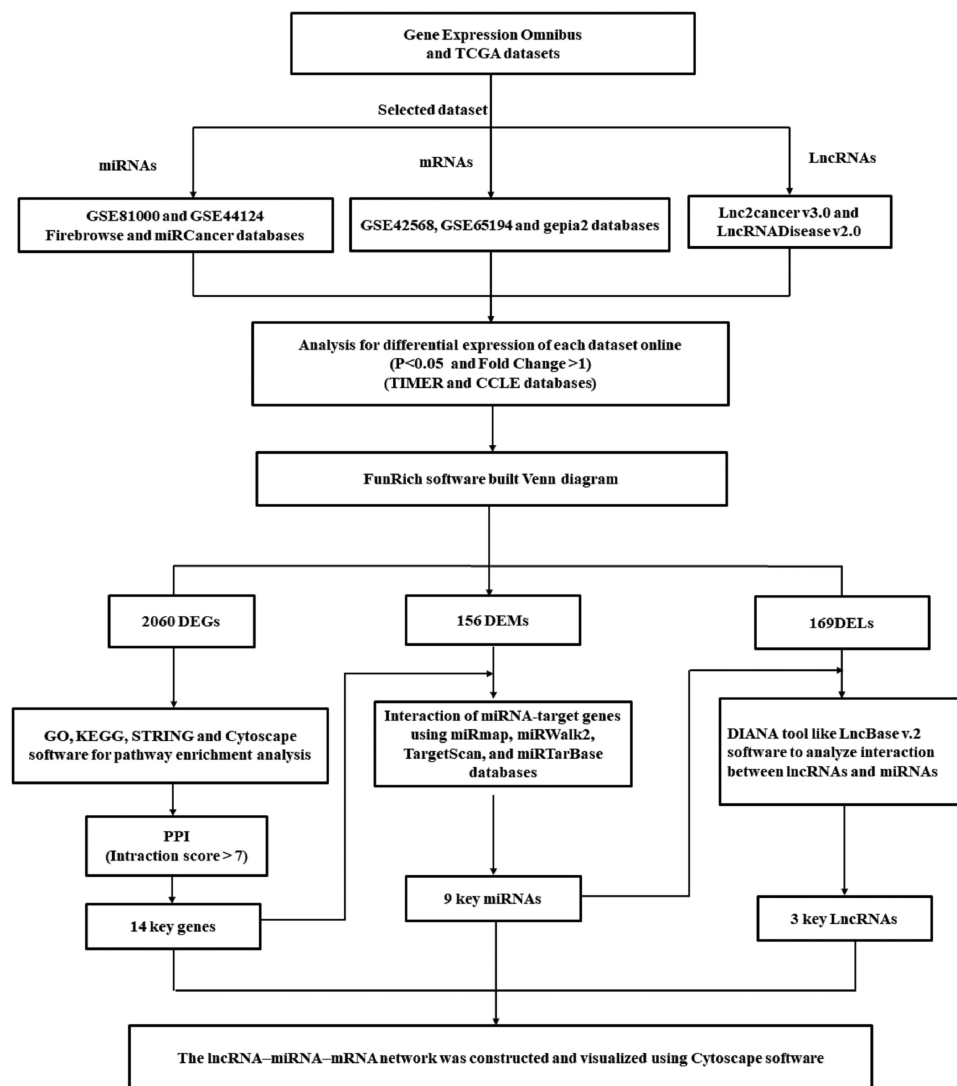 Gene Expression Omnibus
and TCGA datasets
Selected dataset
miRNAs
mRNAs
LncRNAs
GSE81000 and GSE44124
Firebrowse and miRCancer databases
GSE42568, GSE65194 and gepia2 databases
Lnc2cancer v3.0 and
LncRNADisease v2.0
Analysis for differential expression of each dataset online
(P<0.05 and Fold Change >1)
(TIMER and CCLE databases)
FunRich software built Venn diagram
2060 DEGs
156 DEMs
169DELs
GO, KEGG, STRING and Cytoscape
software for pathway enrichment analysis
Interaction of miRNA-target genes
using miRmap, miRWalk2,
TargetScan, and miRTarBase
databases
DIANA tool like LncBase v.2
software to analyze interaction
between lncRNAs and miRNAs
PPI
(Intraction score > 7)
14 key genes
9 key miRNAs
3 key LncRNAs
The lncRNA–miRNA–mRNA network was constructed and visualized using Cytoscape software